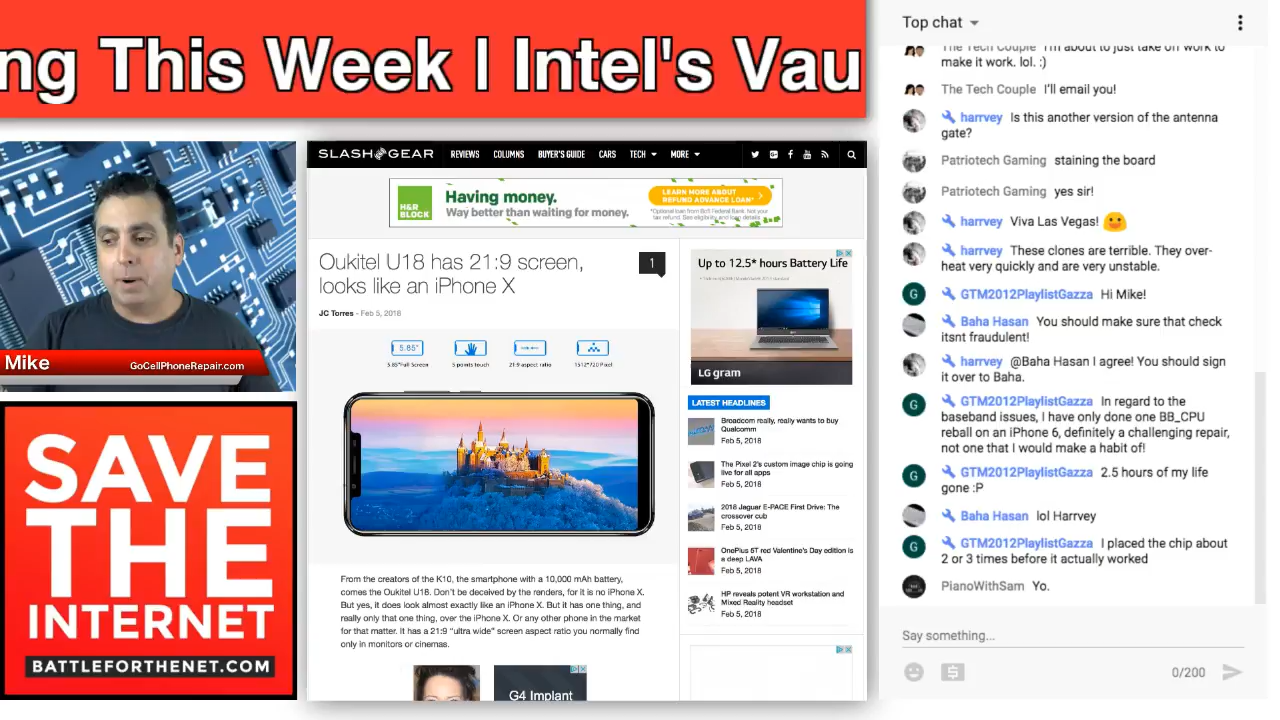 ng This Week | Intel's Vau
Mike
GoCellPhoneRepair.com
SAVE
THE
INTERNET
BATTLEFORTHENET.COM
SLASHGEAR
REVIEWS COLUMNS BUYER'S GUIDE CARS TECH MORE
H&R
BLOCK
Having money.
Way better than waiting for money.
LEARN MORE ABOUT
REFUND ADVANCE LOAN*
Oukitel U18 has 21:9 screen,
looks like an iPhone X
1
JC Torres - Feb 5, 2018
5.85"
5.85"Full Screen
5 points touch
21:9 aspect ratio
1512*720 Pixel
From the creators of the K10, the smartphone with a 10,000 mAh battery,
comes the Oukitel U18. Don't be deceived by the renders, for it is no iPhone X.
But yes, it does look almost exactly like an iPhone X. But it has one thing, and
really only that one thing, over the iPhone X. Or any other phone in the market
for that matter. It has a 21:9 "ultra wide" screen aspect ratio you normally find
only in monitors or cinemas.
G4 Implant
Up to 12.5* hours Battery Life
LG gram
LATEST HEADLINES
Broadcom really, really wants to buy
Qualcomm
Feb 5, 2018
The Pixel 2's custom image chip is going
live for all apps
Feb 5, 2018
2018 Jaguar E-PACE First Drive: The
crossover cub
Feb 5, 2018
OnePlus 5T red Valentine's Day edition is
a deep LAVA
Feb 5, 2018
HP reveals potent VR workstation and
Mixed Reality headset
Feb 5, 2018
Top chat
The Tech Couple I'm about to just take off work to
make it work. lol. :)
The Tech Couple I'll email you!
harrvey Is this another version of the antenna
gate?
Patriotech Gaming staining the board
Patriotech Gaming yes sir!
harrvey Viva Las Vegas!
harrvey These clones are terrible. They over-
heat very quickly and are very unstable.
G GTM2012PlaylistGazza Hi Mike!
Baha Hasan You should make sure that check
itsnt fraudulent!
harrvey @Baha Hasan I agree! You should sign
it over to Baha.
G GTM2012PlaylistGazza In regard to the
baseband issues, I have only done one BB_CPU
reball on an iPhone 6, definitely a challenging repair,
not one that I would make a habit of!
G GTM2012PlaylistGazza 2.5 hours of my life
gone :P
Baha Hasan lol Harrvey
G GTM2012PlaylistGazza I placed the chip about
2 or 3 times before it actually worked
PianoWithSam Yo.
Say something...
0/200